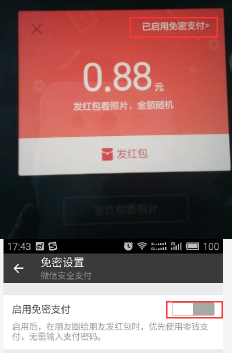 已启用免密支付>
0.88元
发红包看照片，金额随机
发红包
发红包看照片
17:43
100
免密设置
微信安全支付
启用免密支付
启用后，在朋友圈给朋友发红包时，优先使用零钱支
付，无需输入支付密码。